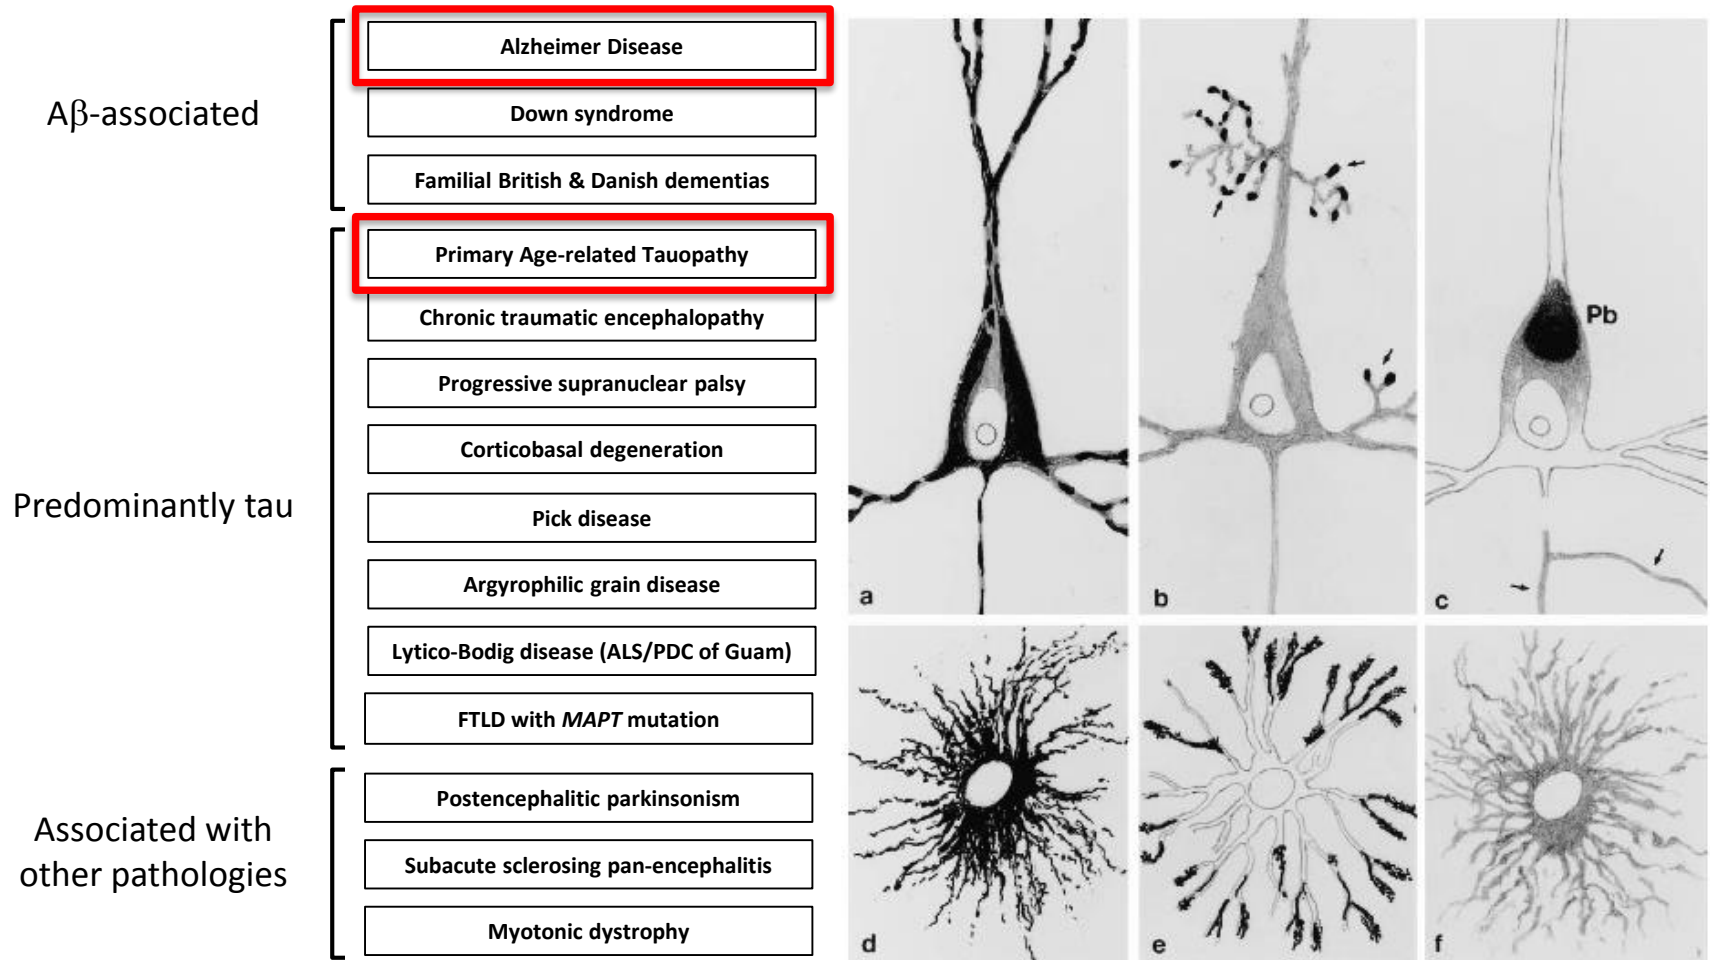 Aβ-associated
Alzheimer Disease
Down syndrome
Familial British & Danish dementias
Predominantly tau
Primary Age-related Tauopathy
Chronic traumatic encephalopathy
Progressive supranuclear palsy
Corticobasal degeneration
Pick disease
Argyrophilic grain disease
Lytico-Bodig disease (ALS/PDC of Guam)
FTLD with MAPT mutation
Associated with
other pathologies
Postencephalitic parkinsonism
Subacute sclerosing pan-encephalitis
Myotonic dystrophy
Pb
a
b
c
d
e
f